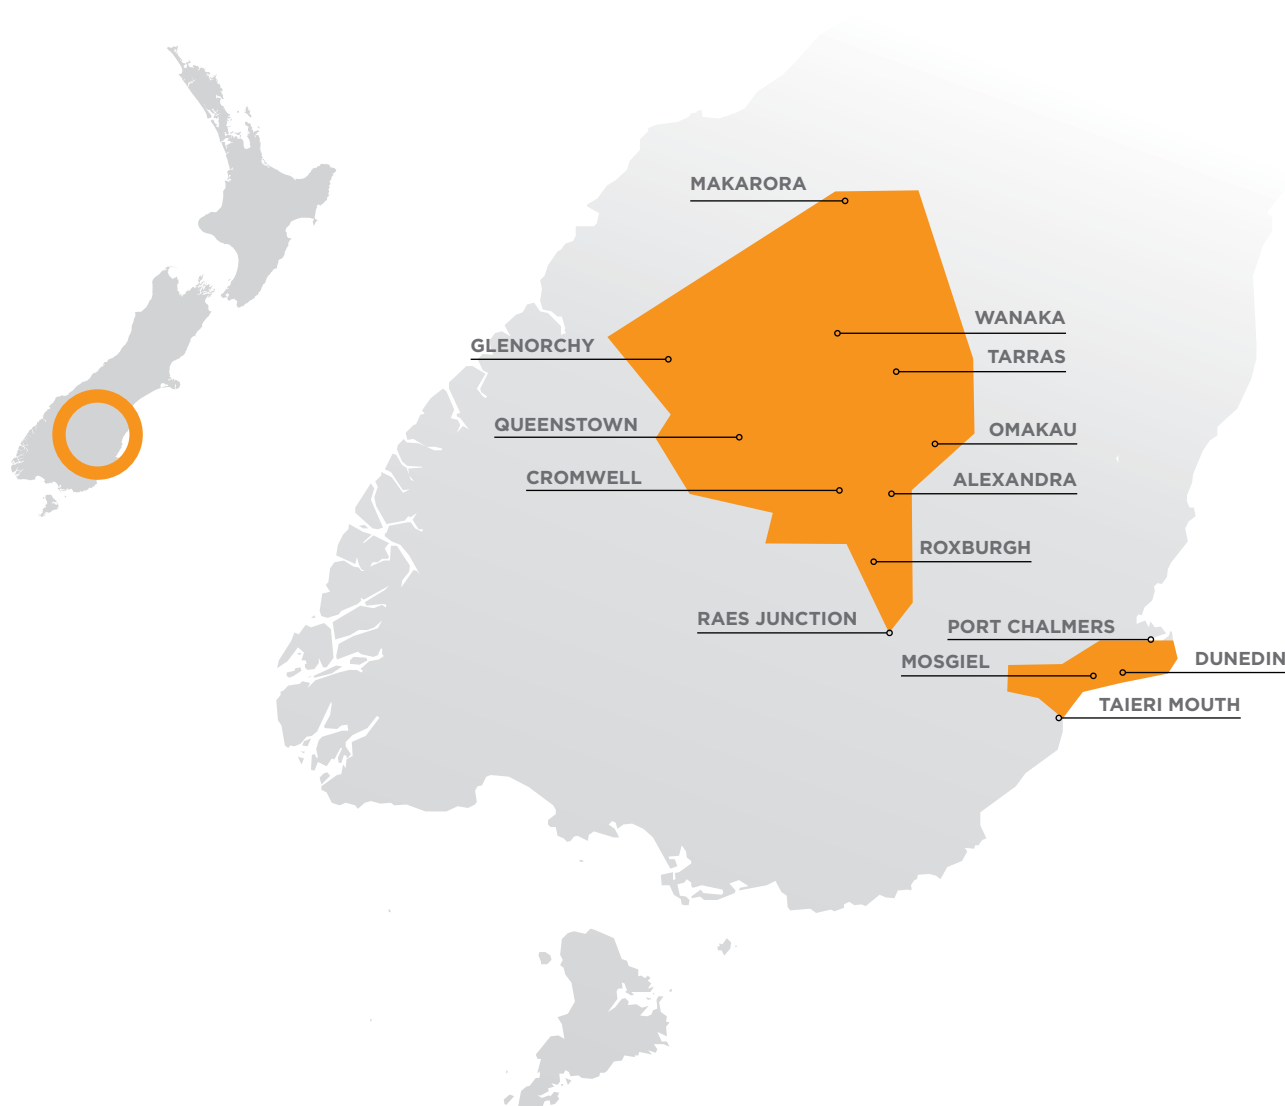 MAKARORA
WANAKA
GLENORCHY
TARRAS
QUEENSTOWN
OMAKAU
CROMWELL
ALEXANDRA
ROXBURGH
RAES JUNCTION
PORT CHALMERS
MOSGIEL
DUNEDIN
TAIERI MOUTH